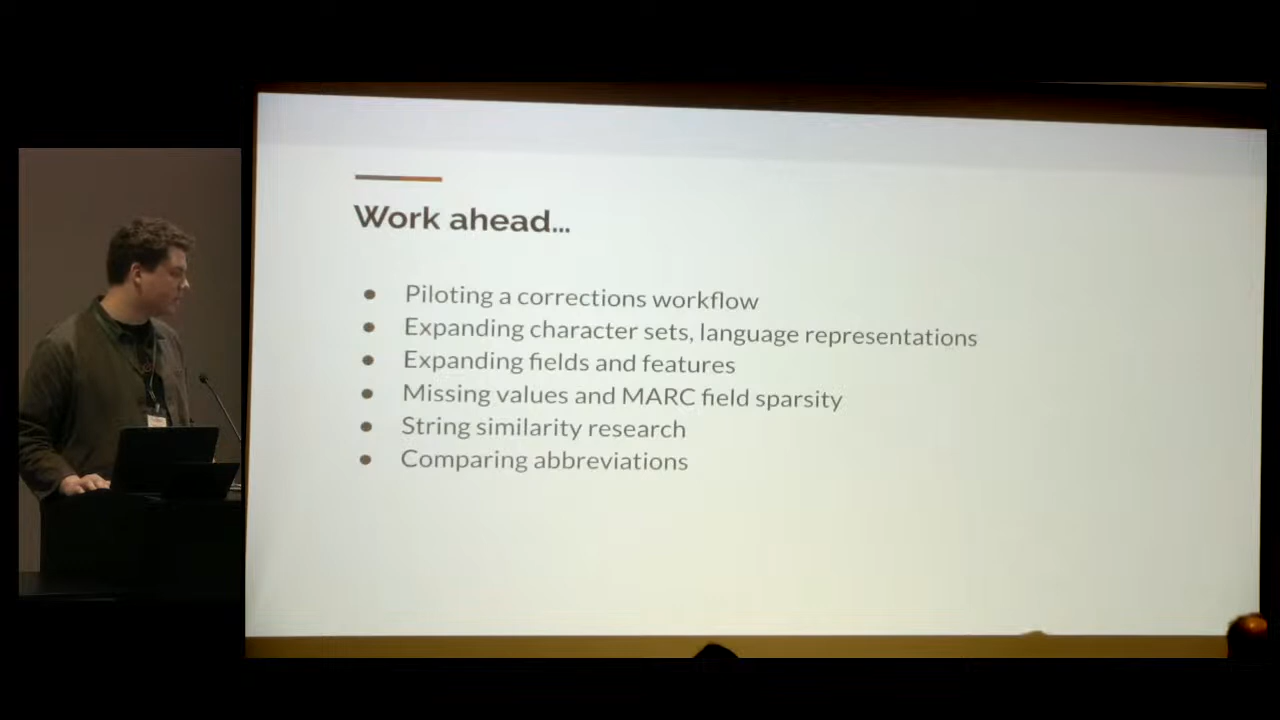 Work ahead...
● Piloting a corrections workflow
● Expanding character sets, language representations
● Expanding fields and features
● Missing values and MARC field sparsity
● String similarity research
● Comparing abbreviations